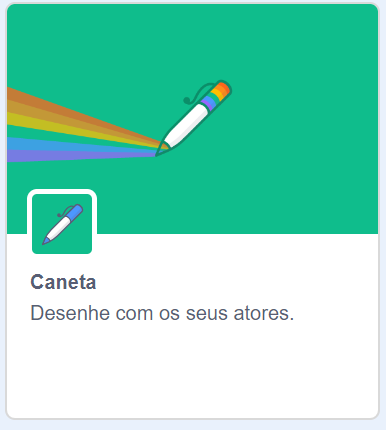 Caneta
Desenhe com os seus atores.